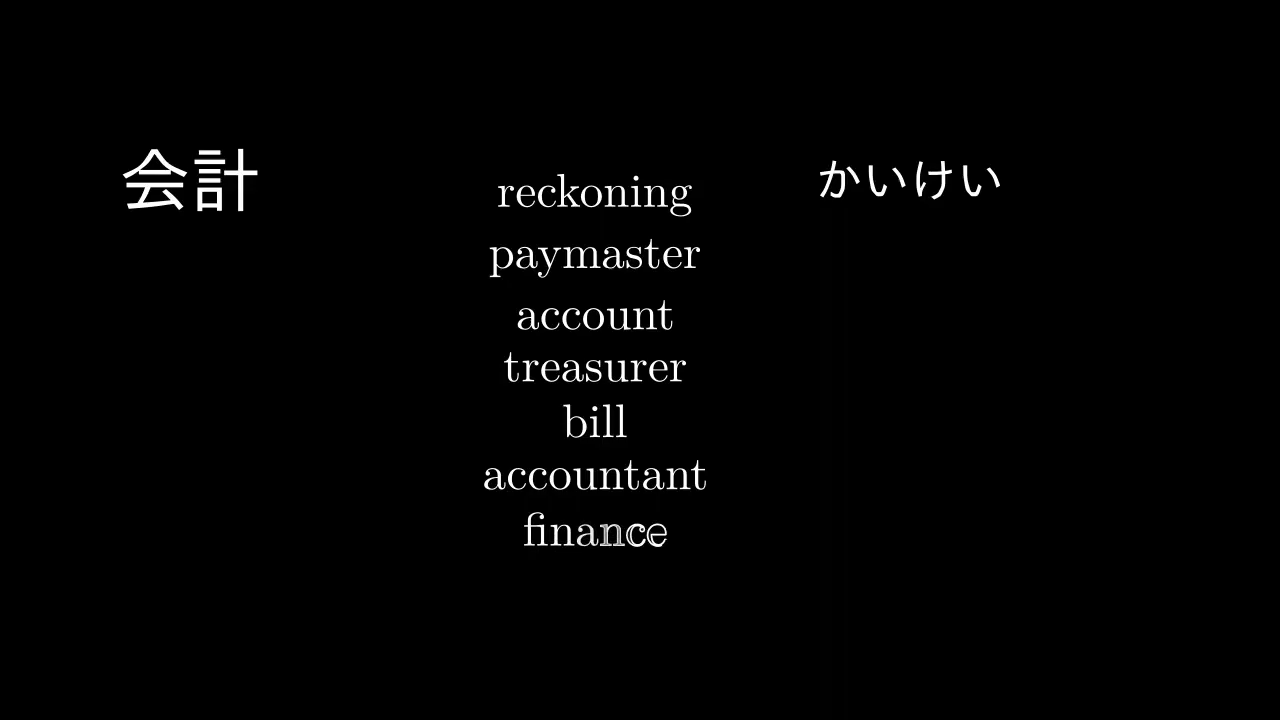 会計
reckoning
paymaster
account
treasurer
bill
accountant
finance
かいけい